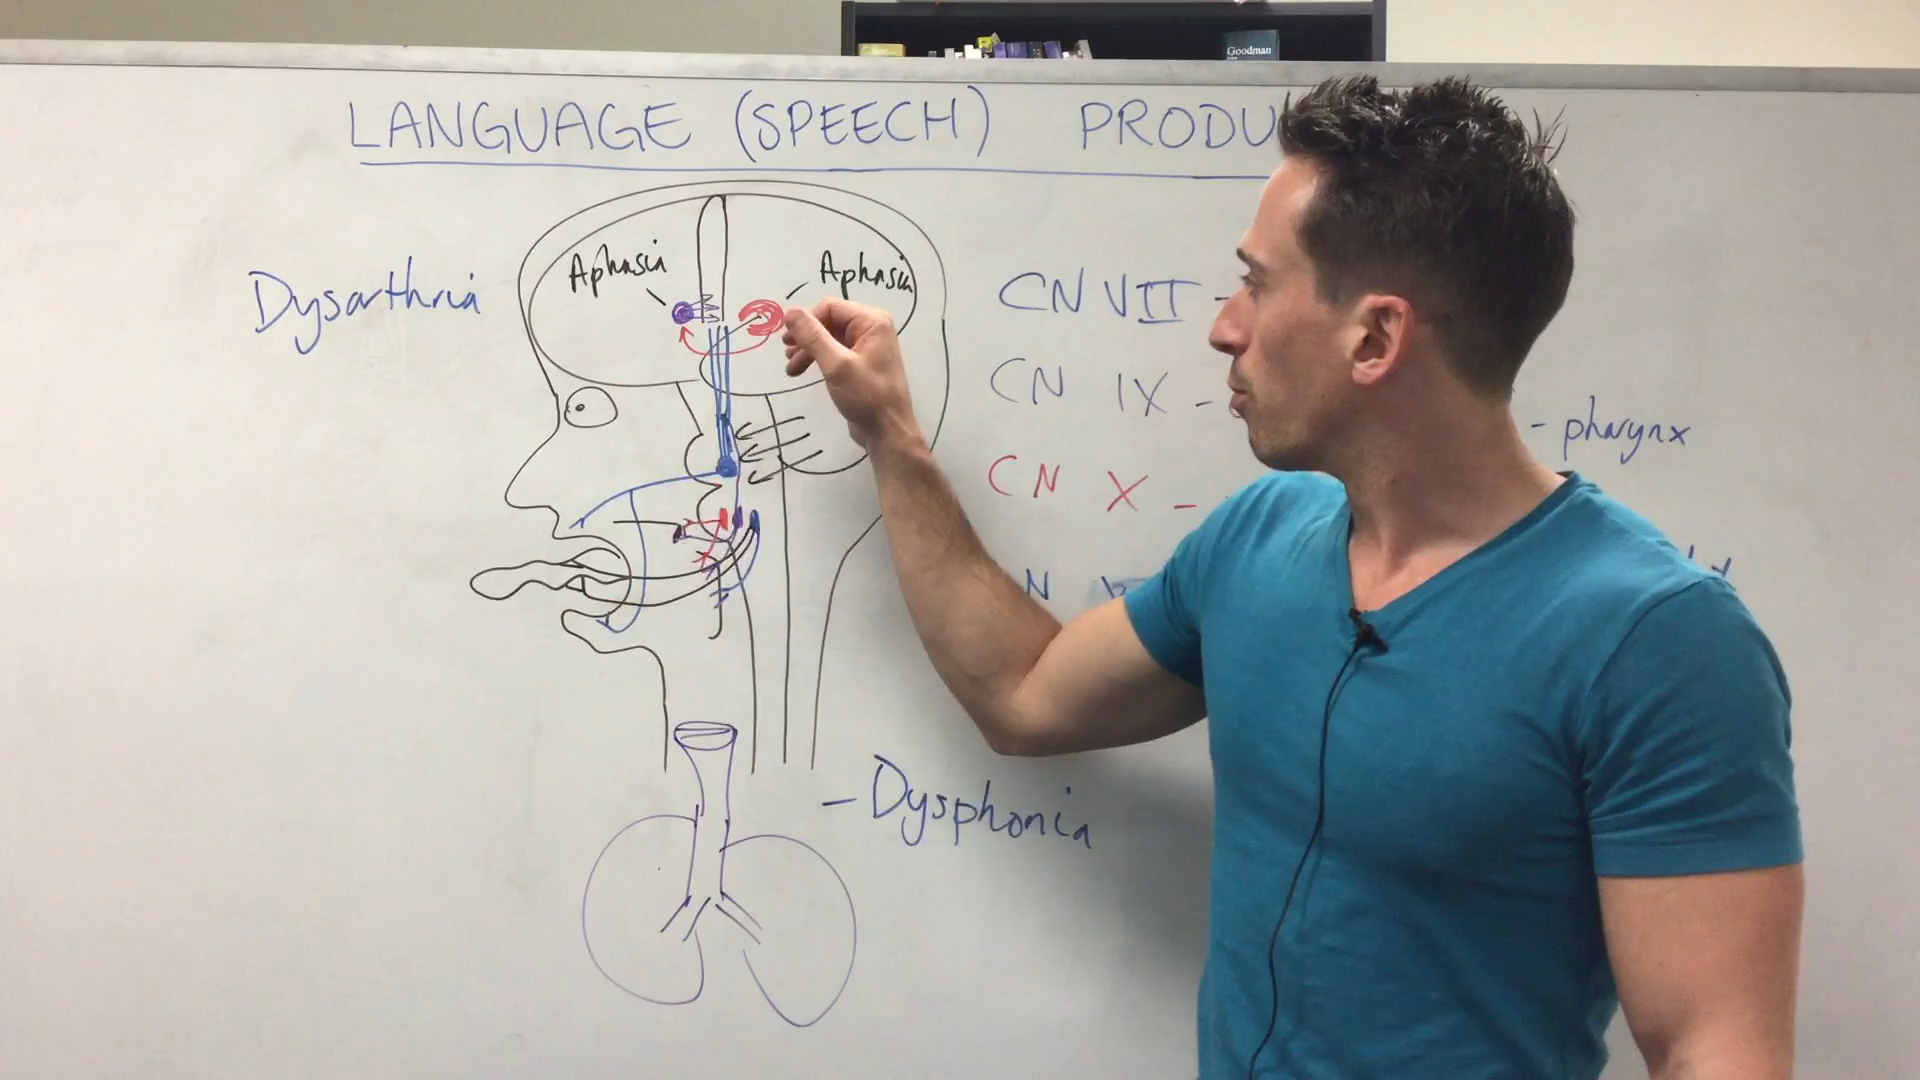 Goodman
LANGUAGE (SPEECH) PRODU
Aphasia
Aphasia
Dysarthria
CN VII -
CN IX -
- pharynx
CN X -
N
- Dysphonia